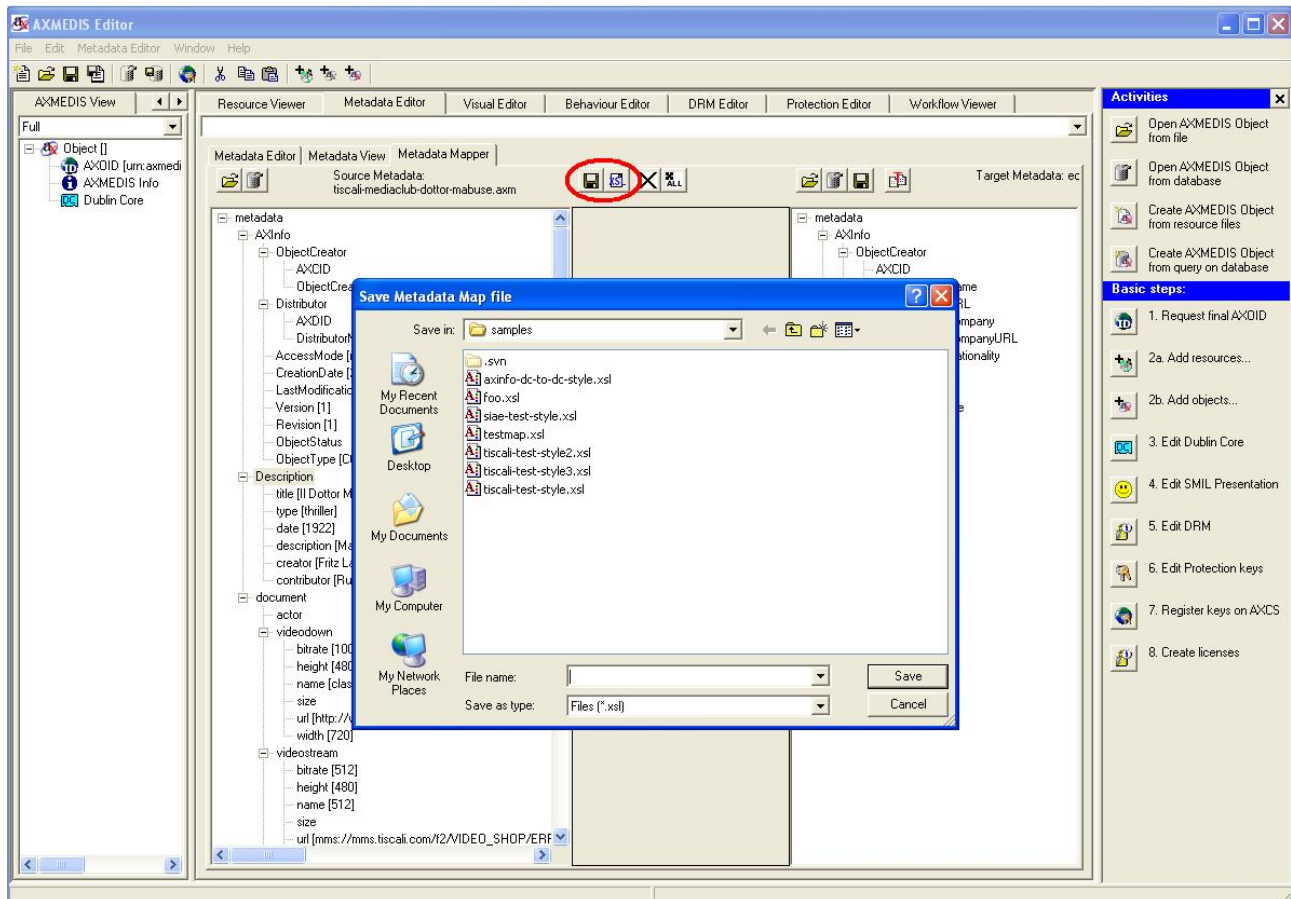 AXMEDIS Editor
File Edit Metadata Editor Window Help
AXMEDIS View
Full
Object []
AXOID [urn:axmedi
AXMEDIS Info
Dublin Core
Resource Viewer Metadata Editor Visual Editor Behaviour Editor DRM Editor Protection Editor Workflow Viewer
Metadata Editor Metadata View Metadata Mapper
Source Metadata:
tiscali-mediaclub-dottor-mabuse.axm
ALL
Target Metadata: ec
metadata
AXInfo
ObjectCreator
AXCID
ObjectCrea
Distributor
AXDID
DistributorN
AccessMode
CreationDate
LastModificatio
Version [1]
Revision [1]
ObjectStatus
ObjectType [C
Description
title [Il Dottor M
type [thriller]
date [1922]
description [Ma
creator [Fritz La
contributor [Ru
document
actor
videodown
bitrate [100
height [480
name [clas
size
url [http://
width [720]
videostream
bitrate [512]
height [480]
name [512]
size
url [mms://mms.tiscali.com/f2/VIDEO_SHOP/ERF
metadata
AXInfo
ObjectCreator
AXCID
ame
RL
ompany
ompanyURL
ationality
Save Metadata Map file
Save in: samples
My Recent Documents
Desktop
My Documents
My Computer
My Network Places
.svn
axinfo-dc-to-dc-style.xsl
foo.xsl
siae-test-style.xsl
testmap.xsl
tiscali-test-style2.xsl
tiscali-test-style3.xsl
tiscali-test-style.xsl
File name:
Save
Save as type: Files (*.xsl)
Cancel
Activities
Open AXMEDIS Object
from file
Open AXMEDIS Object
from database
Create AXMEDIS Object
from resource files
Create AXMEDIS Object
from query on database
Basic steps:
1. Request final AXOID
2a. Add resources...
2b. Add objects...
3. Edit Dublin Core
4. Edit SMIL Presentation
5. Edit DRM
6. Edit Protection keys
7. Register keys on AXCS
8. Create licenses